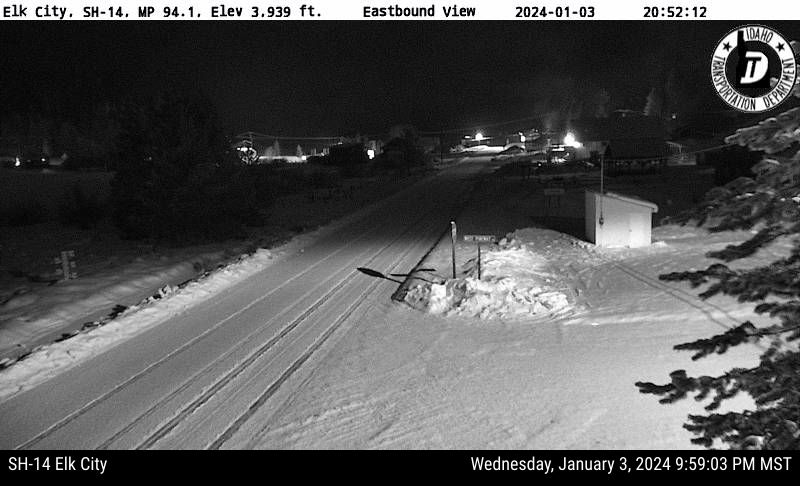 Elk City, SH-14, MP 94.1, Elev 3,939 ft. Eastbound View 2024-01-03 20:52:12
IDAHO
TRANSPORTATION DEPARTMENT
SH-14 Elk City Wednesday, January 3, 2024 9:59:03 PM MST